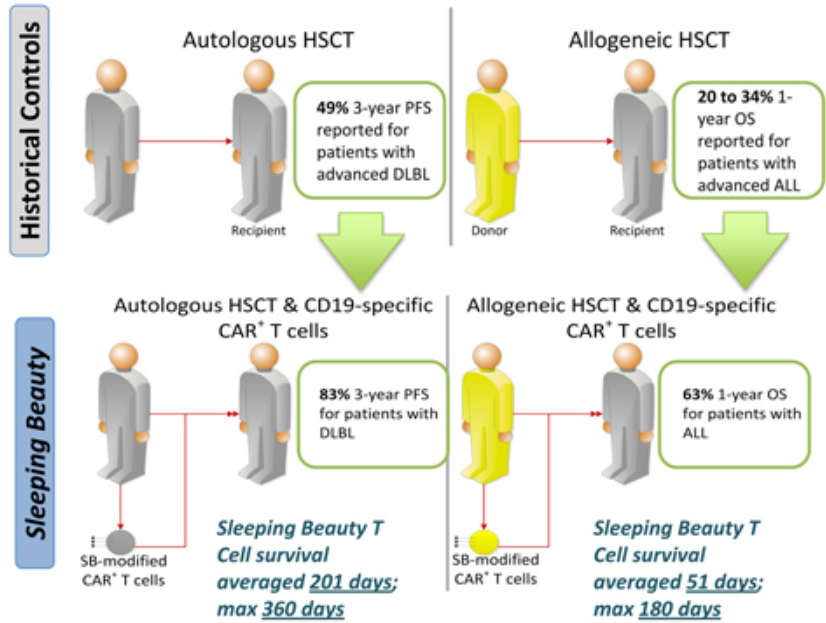 Historical Controls
Autologous HSCT
49% 3-year PFS
reported for
patients with
advanced DLBL
Recipient
Allogeneic HSCT
20 to 34% 1-
year OS
reported for
patients with
advanced ALL
Donor
Recipient
Sleeping Beauty
Autologous HSCT & CD19-specific
CAR⁺ T cells
83% 3-year PFS
for patients with
DLBL
SB-modified
CAR⁺ T cells
Sleeping Beauty T
Cell survival
averaged 201 days;
max 360 days
Allogeneic HSCT & CD19-specific
CAR⁺ T cells
63% 1-year OS
for patients with
ALL
SB-modified
CAR⁺ T cells
Sleeping Beauty T
Cell survival
averaged 51 days;
max 180 days